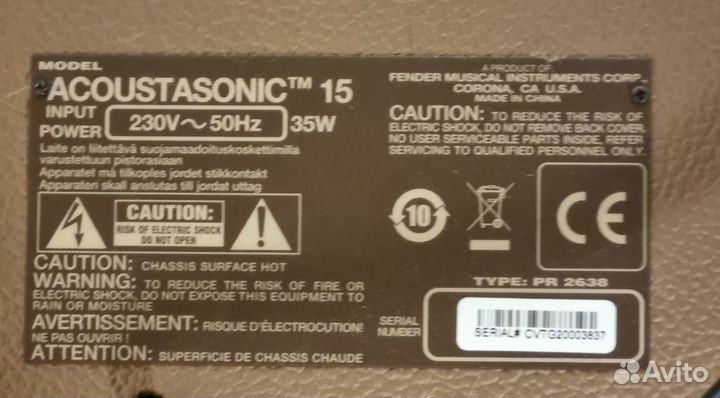 MODEL
ACOUSTASONIC™ 15
INPUT
POWER
230V～50Hz
35W
Laite on liitettävä suojamaadoituskoskettimilla
varustettuun pistorasiaan
Apparatet må tilkoples jordet stikkontakt
Apparaten skall anslutas till jordat uttag
CAUTION:
RISK OF ELECTRIC SHOCK
DO NOT OPEN
CAUTION: CHASSIS SURFACE HOT
WARNING: TO REDUCE THE RISK OF FIRE OR
ELECTRIC SHOCK, DO NOT EXPOSE THIS EQUIPMENT TO
RAIN OR MOISTURE
AVERTISSEMENT: RISQUE D'ÉLECTROCUTION!
NE PAS OUVRIR !
ATTENTION: SUPERFICIE DE CHASSIS CHAUDE
A PRODUCT OF
FENDER MUSICAL INSTRUMENTS CORP.
CORONA, CA U.S.A.
MADE IN CHINA
CAUTION: TO REDUCE THE RISK OF
ELECTRIC SHOCK, DO NOT REMOVE BACK COVER.
NO USER SERVICEABLE PARTS INSIDE. REFER
SERVICING TO QUALIFIED PERSONNEL ONLY.
10
CE
TYPE: PR 2638
SERIAL
NUMBER
SERIAL# CVTG20003837
Avito